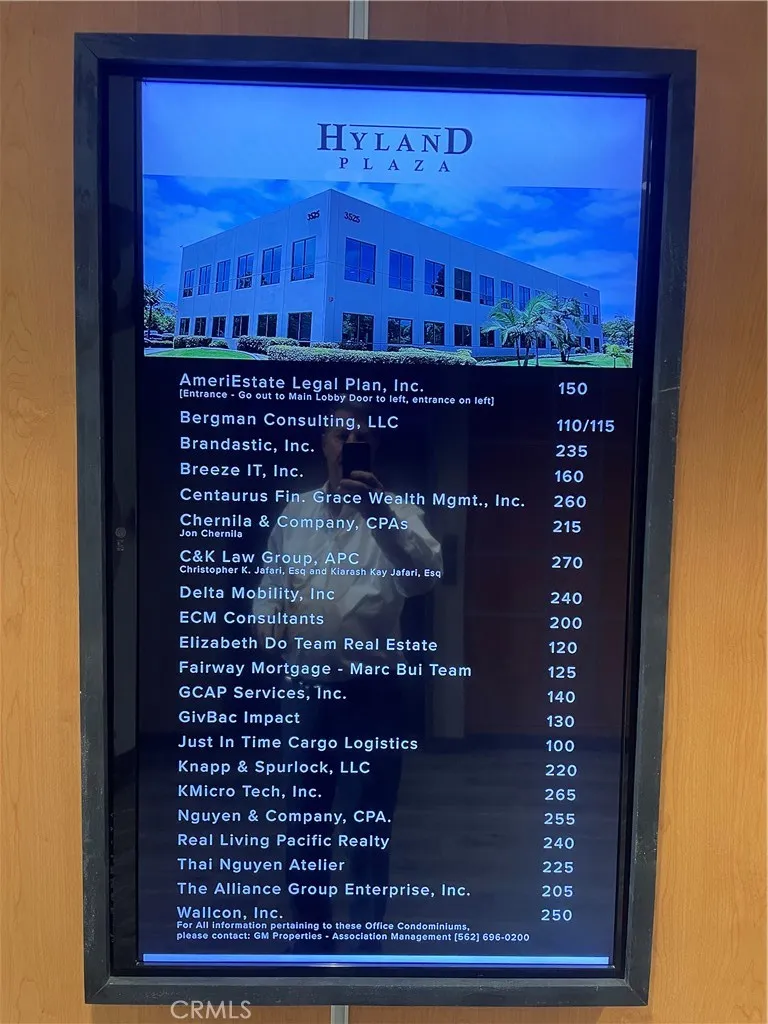 HYLAND
PLAZA
3525 3525
AmeriEstate Legal Plan, Inc. 150
[Entrance - Go out to Main Lobby Door to left, entrance on left]
Bergman Consulting, LLC 110/115
Brandastic, Inc. 235
Breeze IT, Inc. 160
Centaurus Fin. Grace Wealth Mgmt., Inc. 260
Chernila & Company, CPAs 215
Jon Chernila
C&K Law Group, APC 270
Christopher K. Jafari, Esq and Kiarash Kay Jafari, Esq
Delta Mobility, Inc 240
ECM Consultants 200
Elizabeth Do Team Real Estate 120
Fairway Mortgage - Marc Bui Team 125
GCAP Services, Inc. 140
GivBac Impact 130
Just In Time Cargo Logistics 100
Knapp & Spurlock, LLC 220
KMicro Tech, Inc. 265
Nguyen & Company, CPA. 255
Real Living Pacific Realty 240
Thai Nguyen Atelier 225
The Alliance Group Enterprise, Inc. 205
Wallcon, Inc. 250
For All information pertaining to these Office Condominiums,
please contact: GM Properties - Association Management [562] 696-0200
CRMLS